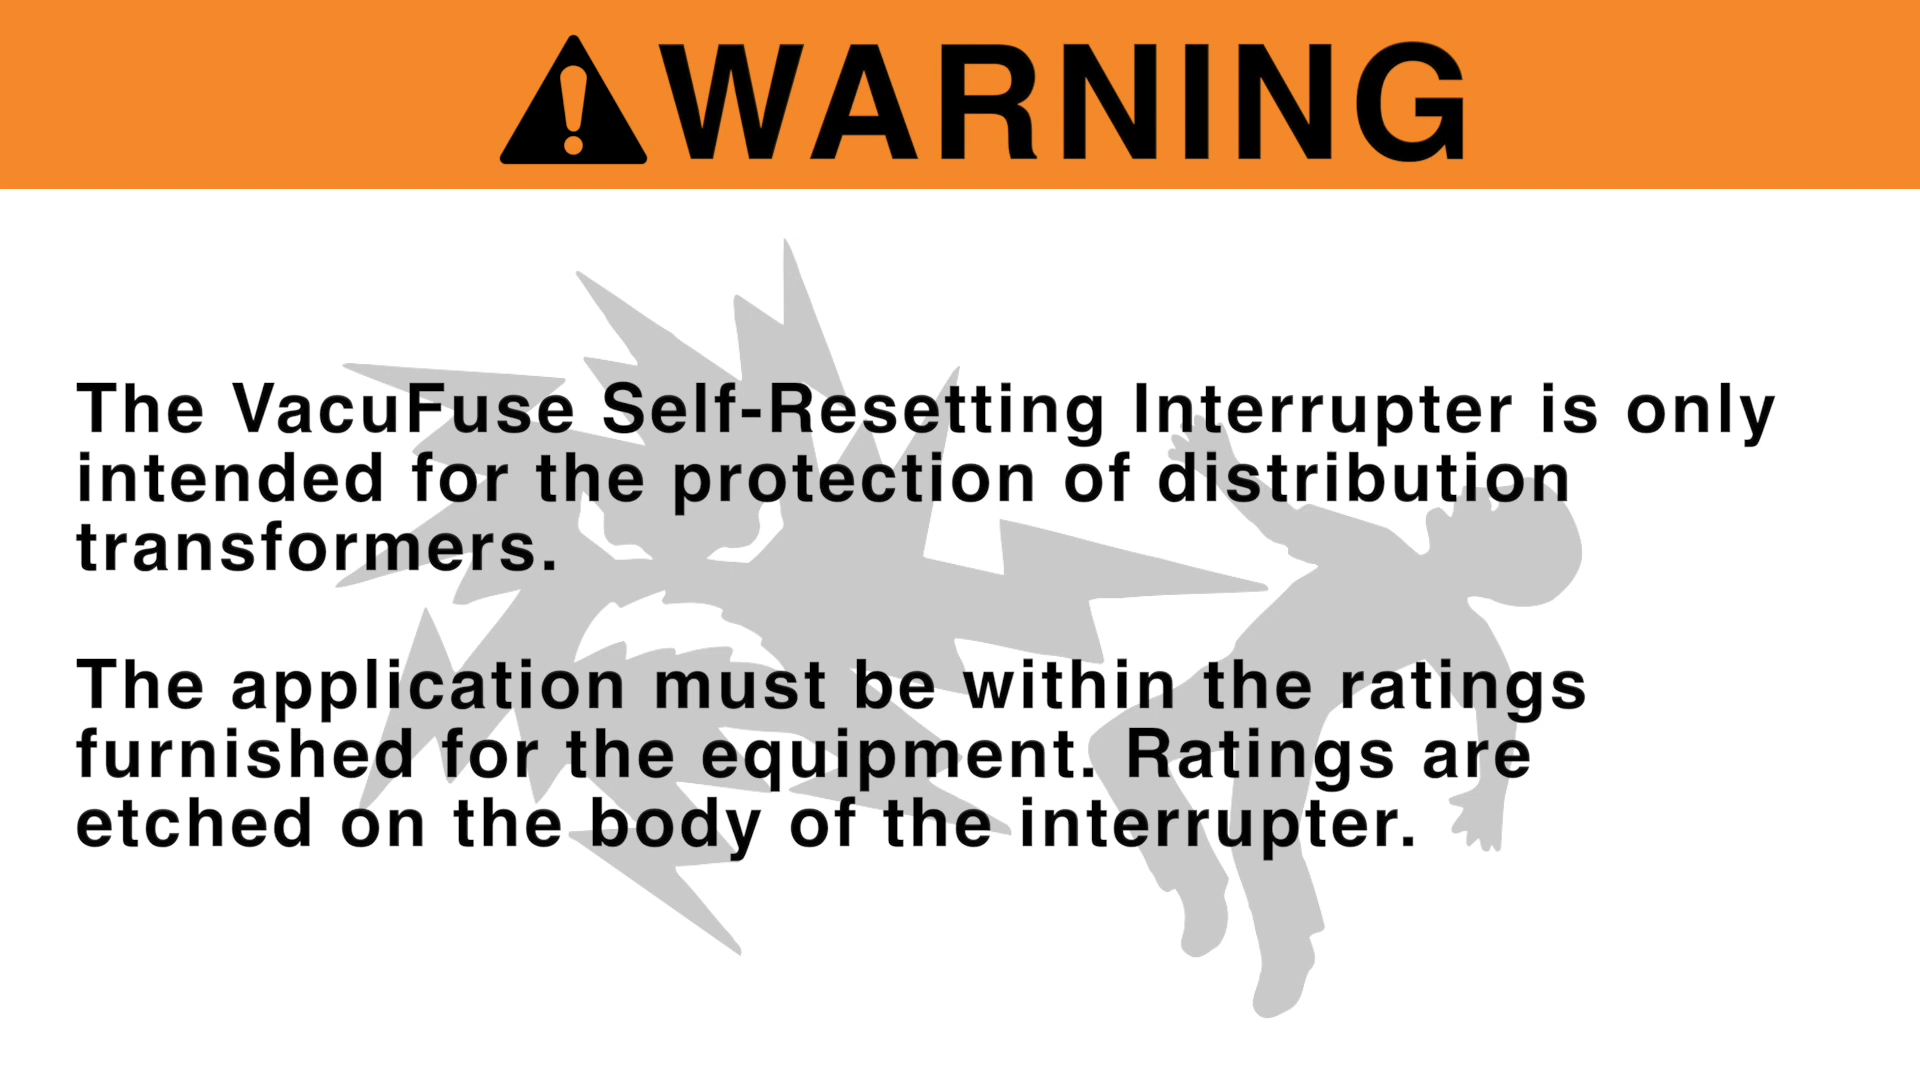 WARNING
The VacuFuse Self-Resetting Interrupter is only
intended for the protection of distribution
transformers.
The application must be within the ratings
furnished for the equipment. Ratings are
etched on the body of the interrupter.